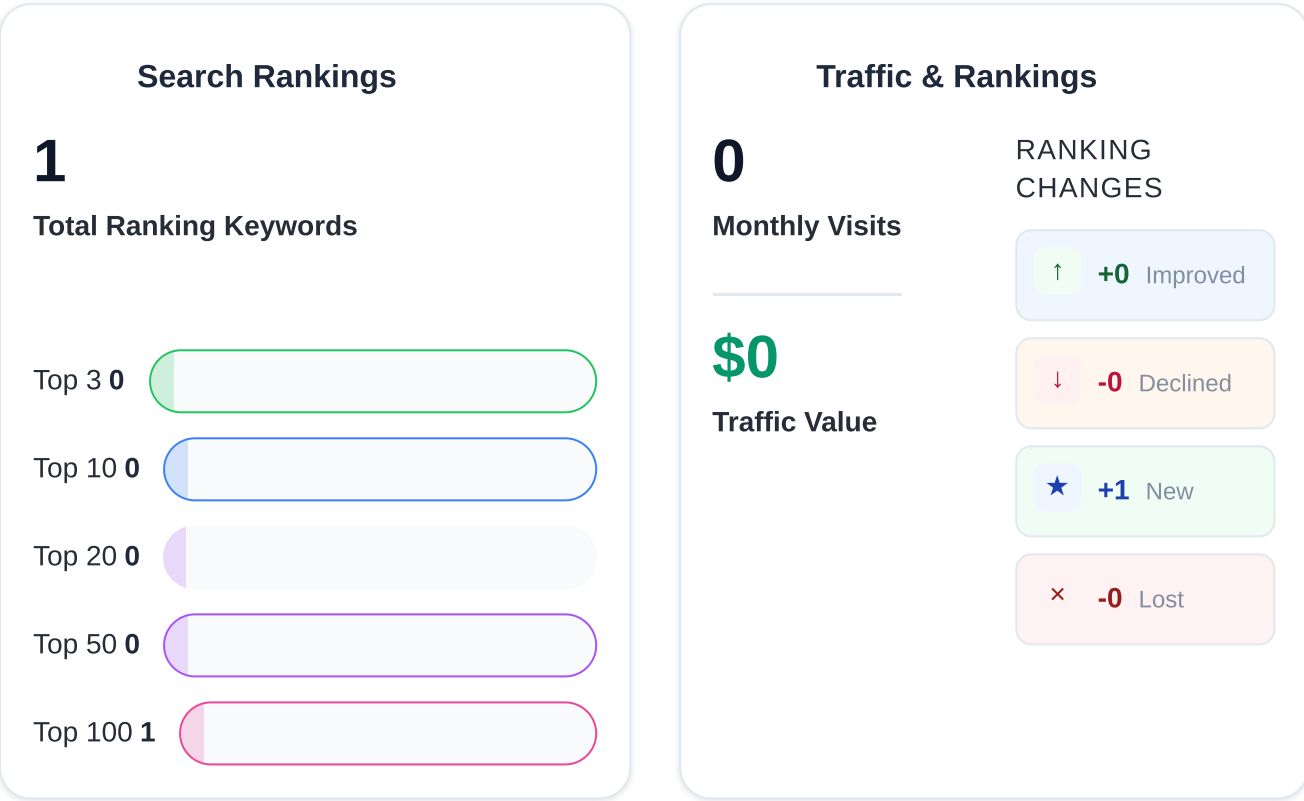 Search Rankings
1
Total Ranking Keywords
Top 3 0
Top 10 0
Top 20 0
Top 50 0
Top 100 1
Traffic & Rankings
0
Monthly Visits
$0
Traffic Value
RANKING
CHANGES
↑ +0 Improved
↓ -0 Declined
★ +1 New
× -0 Lost